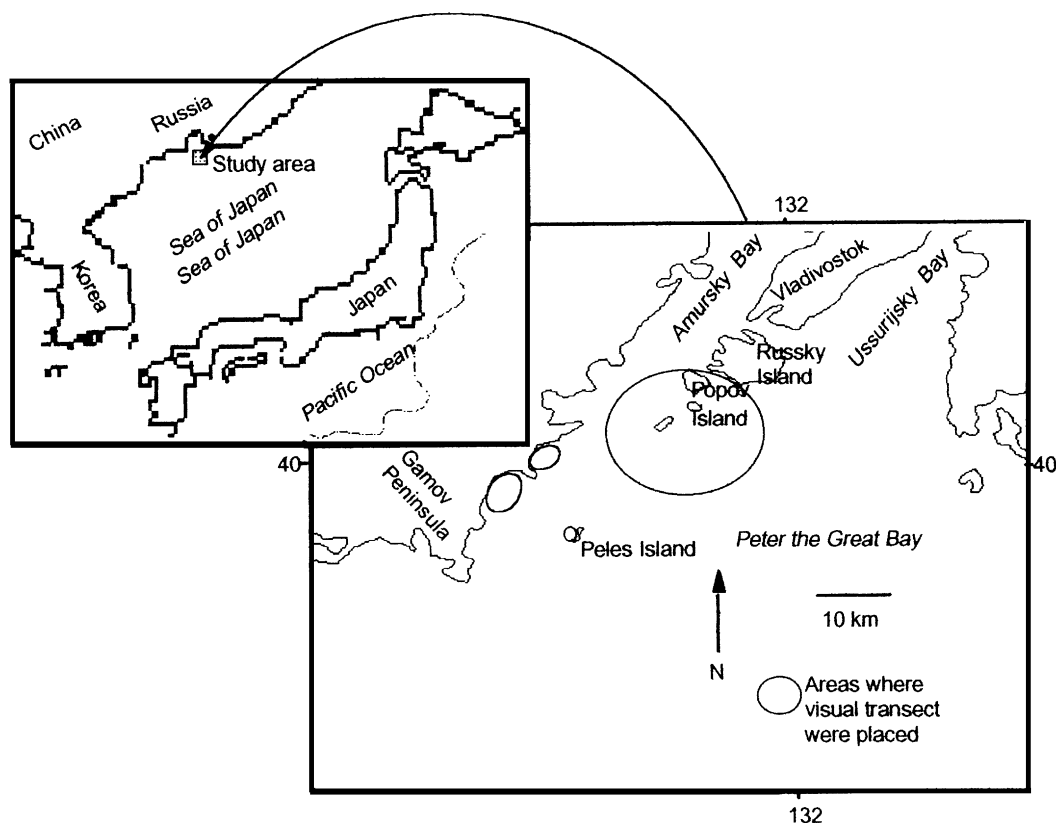 China
Russia
Study area
Sea of Japan
Sea of Japan
Korea
Japan
Pacific Ocean
132
Amursky Bay
Vladivostok
Ussurijsky Bay
Russky
Island
Popov
Island
40
40
Gamov
Peninsula
Peles Island
Peter the Great Bay
10 km
N
Areas where
visual transect
were placed
132